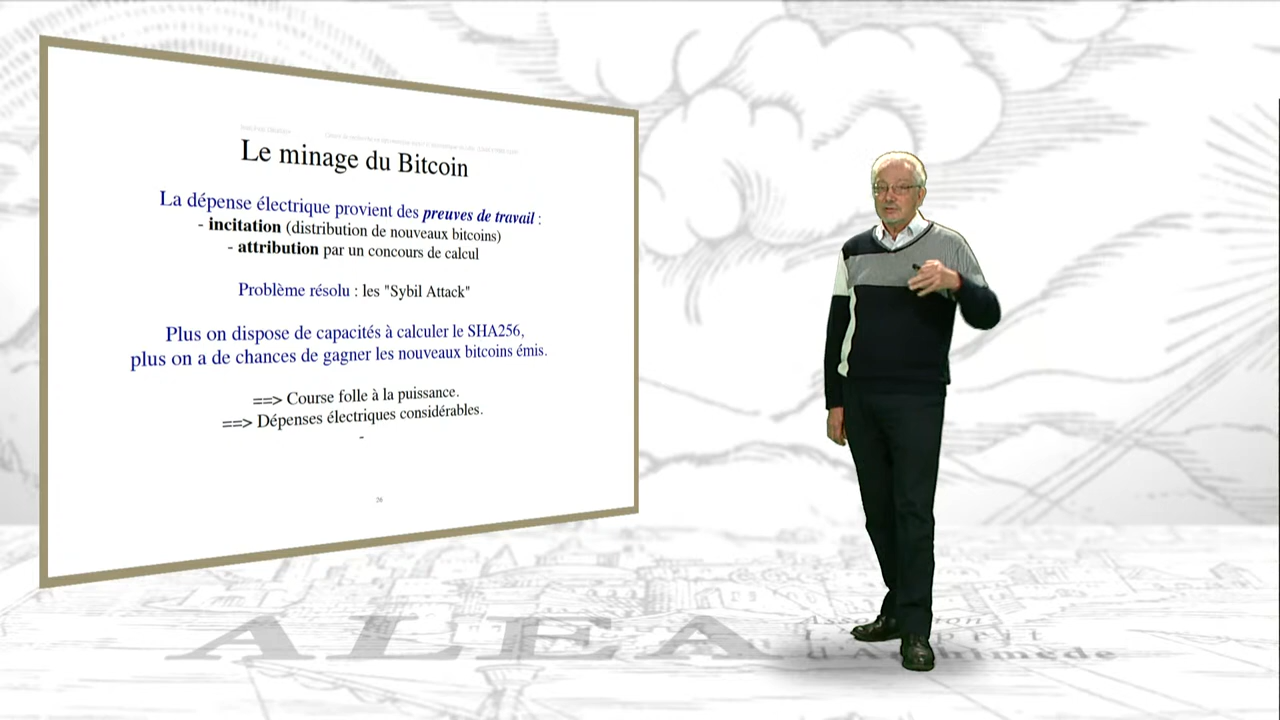 Le minage du Bitcoin
La dépense électrique provient des preuves de travail :
- incitation (distribution de nouveaux bitcoins)
- attribution par un concours de calcul
Problème résolu : les "Sybil Attack"
Plus on dispose de capacités à calculer le SHA256,
plus on a de chances de gagner les nouveaux bitcoins émis.
==> Course folle à la puissance.
==> Dépenses électriques considérables.
-
26
ALEA
d'Archimède